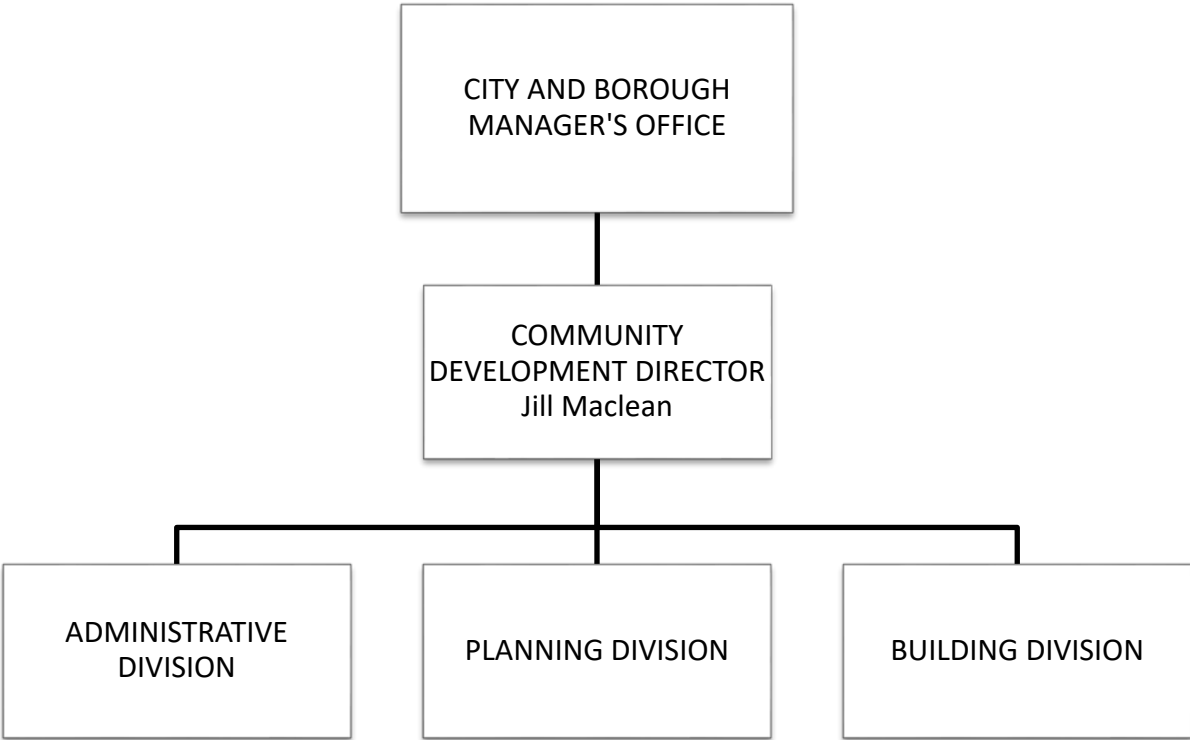 CITY AND BOROUGH
MANAGER'S OFFICE
COMMUNITY
DEVELOPMENT DIRECTOR
Jill Maclean
ADMINISTRATIVE
DIVISION
PLANNING DIVISION
BUILDING DIVISION